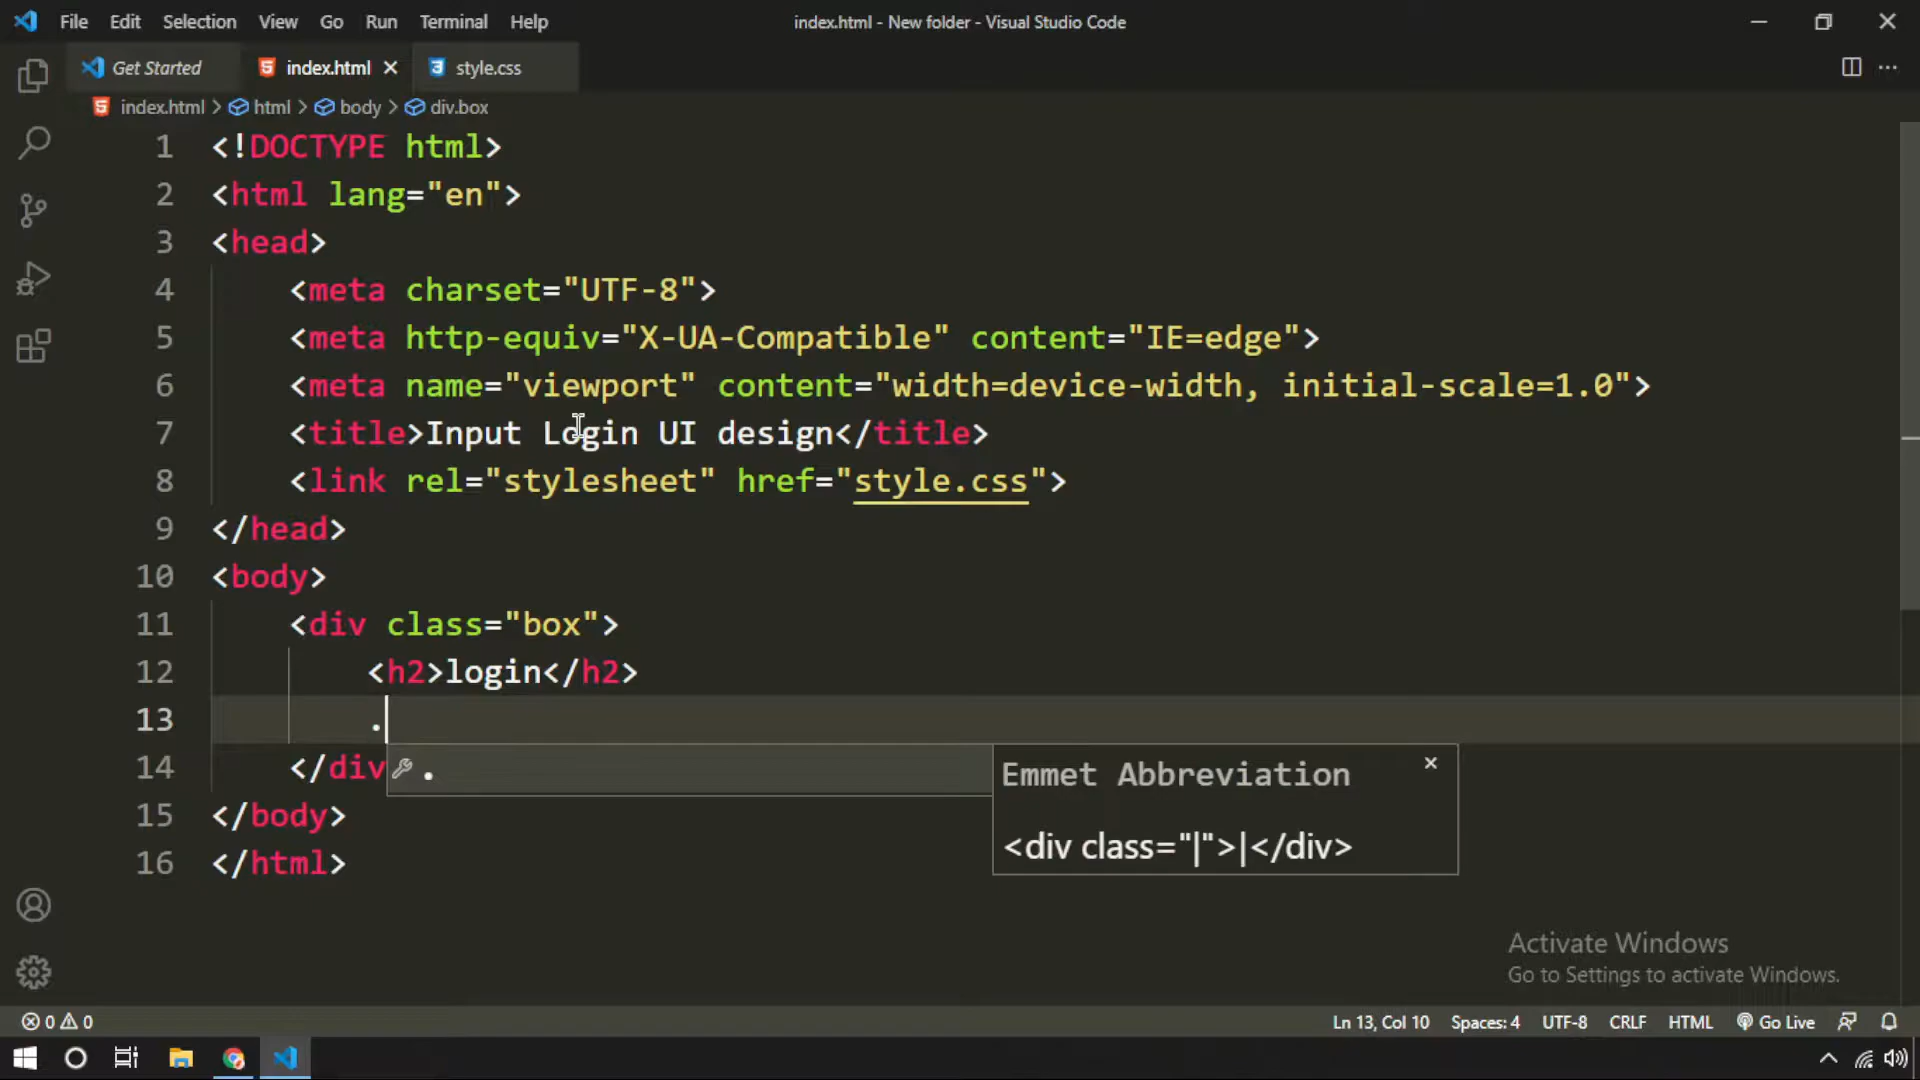 File Edit Selection View Go Run Terminal Help index.html - New folder - Visual Studio Code
Get Started index.html style.css
index.html > html > body > div.box
1 <!DOCTYPE html>
2 <html lang="en">
3 <head>
4 <meta charset="UTF-8">
5 <meta http-equiv="X-UA-Compatible" content="IE=edge">
6 <meta name="viewport" content="width=device-width, initial-scale=1.0">
7 <title>Input Login UI design</title>
8 <link rel="stylesheet" href="style.css">
9 </head>
10 <body>
11 <div class="box">
12 <h2>login</h2>
13 .
14 </div
.
Emmet Abbreviation
<div class="|">|</div>
15 </body>
16 </html>
Activate Windows
Go to Settings to activate Windows.
0 0 Ln 13, Col 10 Spaces: 4 UTF-8 CRLF HTML Go Live